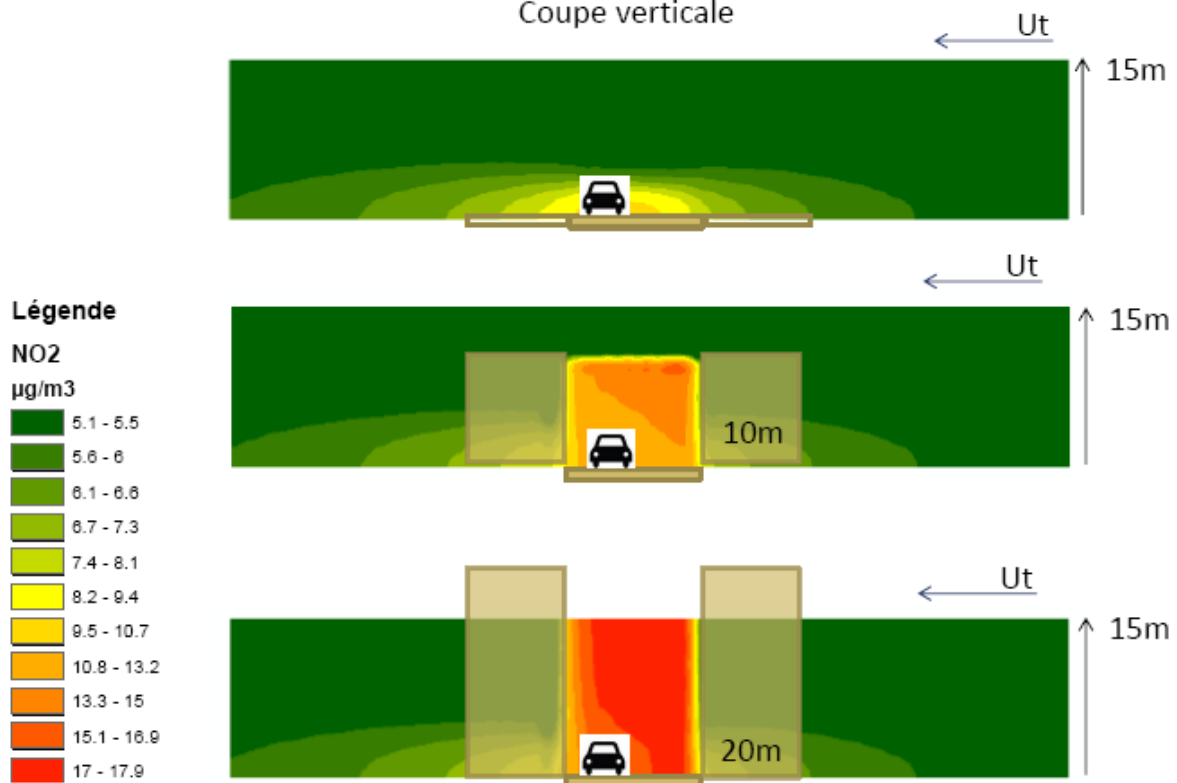 Coupe verticale
Ut
15m
Ut
15m
10m
Ut
15m
20m
Légende
NO2
µg/m3
5.1 - 5.5
5.6 - 6
6.1 - 6.6
6.7 - 7.3
7.4 - 8.1
8.2 - 9.4
9.5 - 10.7
10.8 - 13.2
13.3 - 15
15.1 - 16.9
17 - 17.9